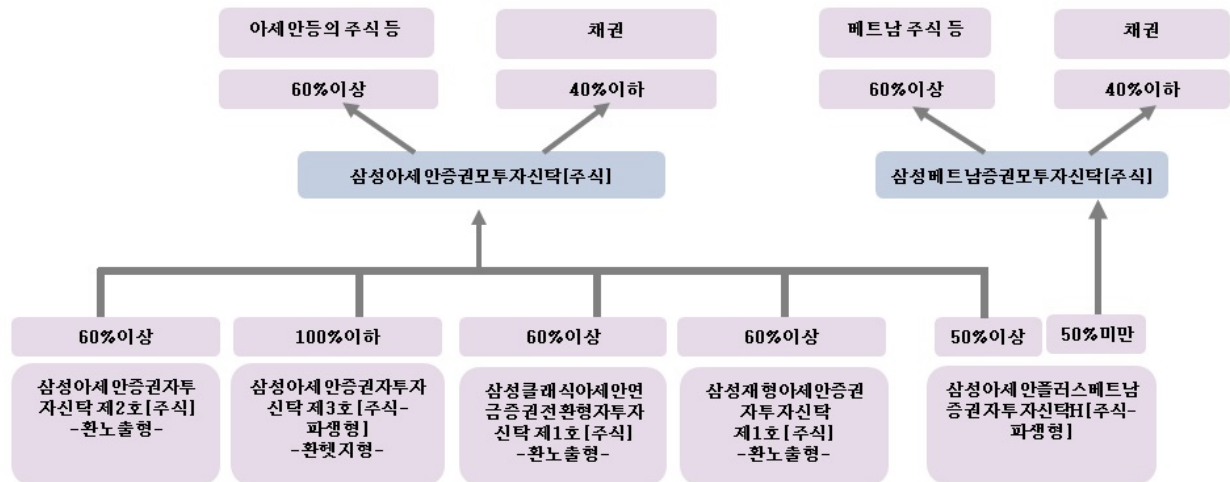 아세안등의 주식 등
채권
베트남 주식 등
채권
60%이상
40%이하
60%이상
40%이하
삼성아세안증권모투자신탁[주식]
삼성베트남증권모투자신탁[주식]
60%이상
100%이하
60%이상
60%이상
50%이상
50%미만
삼성아세안증권자투
자신탁 제2호[주식]
-환노출형-
삼성아세안증권자투자
신탁 제3호[주식-
파생형]
-환헷지형-
삼성클래식아세안연
금증권전환형자투자
신탁 제1호[주식]
-환노출형-
삼성재형아세안증권
자투자신탁
제1호[주식]
-환노출형-
삼성아세안플러스베트남
증권자투자신탁H[주식-
파생형]